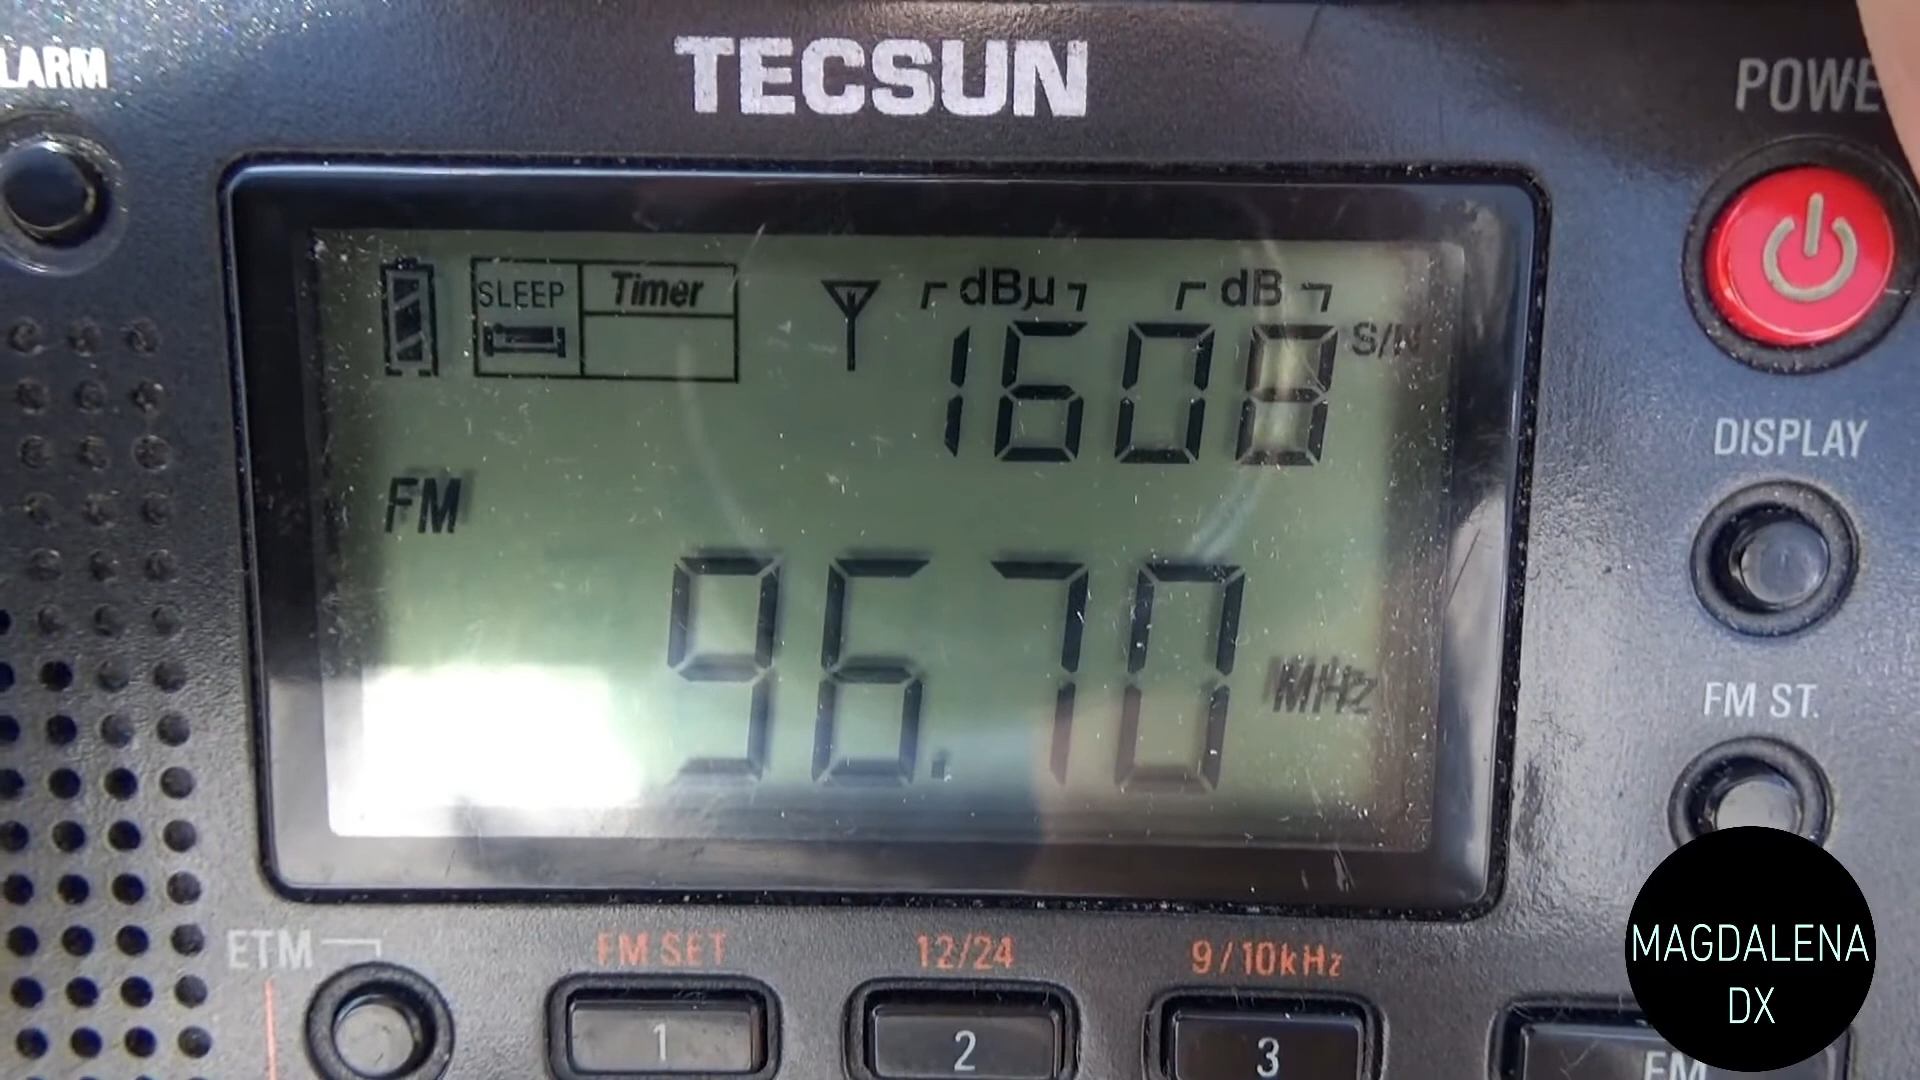 LARM
TECSUN
POWE
SLEEP
Timer
dBµ
dB
1608
S/N
FM
96.70
MHz
DISPLAY
FM ST.
ETM
FM SET
12/24
9/10kHz
1
2
3
FM
MAGDALENA
DX